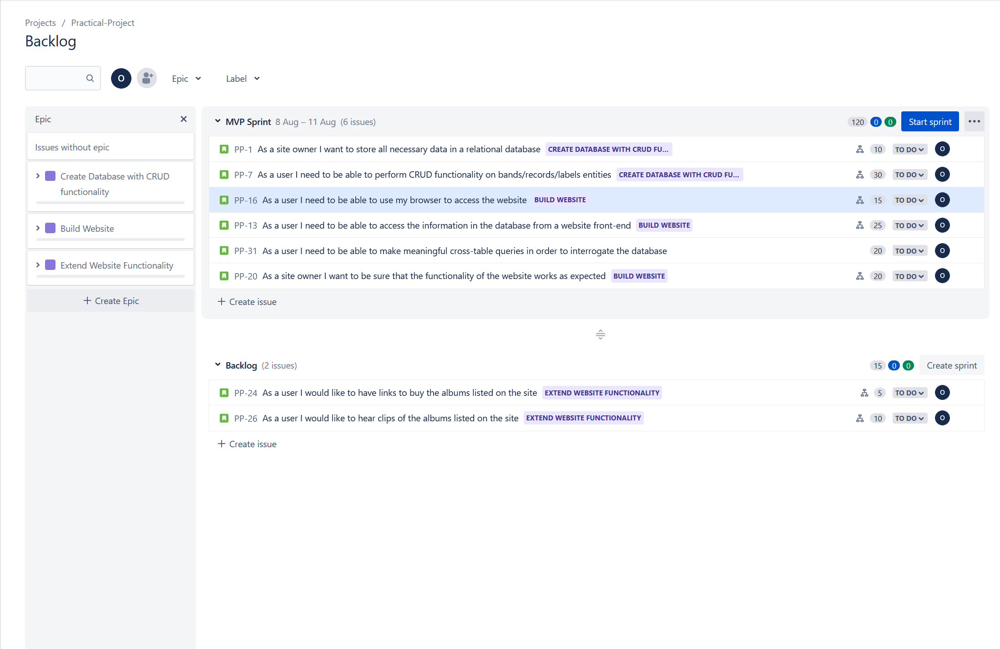 Projects / Practical-Project
Backlog
O
Epic
Label
Epic
Issues without epic
Create Database with CRUD
functionality
Build Website
Extend Website Functionality
+ Create Epic
MVP Sprint 8 Aug – 11 Aug (6 issues) 120 0 0 Start sprint
PP-1 As a site owner I want to store all necessary data in a relational database CREATE DATABASE WITH CRUD FU... 10 TO DO O
PP-7 As a user I need to be able to perform CRUD functionality on bands/records/labels entities CREATE DATABASE WITH CRUD FU... 30 TO DO O
PP-16 As a user I need to be able to use my browser to access the website BUILD WEBSITE 15 TO DO O
PP-13 As a user I need to be able to access the information in the database from a website front-end BUILD WEBSITE 25 TO DO O
PP-31 As a user I need to be able to make meaningful cross-table queries in order to interrogate the database 20 TO DO O
PP-20 As a site owner I want to be sure that the functionality of the website works as expected BUILD WEBSITE 20 TO DO O
+ Create issue
Backlog (2 issues) 15 0 0 Create sprint
PP-24 As a user I would like to have links to buy the albums listed on the site EXTEND WEBSITE FUNCTIONALITY 5 TO DO O
PP-26 As a user I would like to hear clips of the albums listed on the site EXTEND WEBSITE FUNCTIONALITY 10 TO DO O
+ Create issue